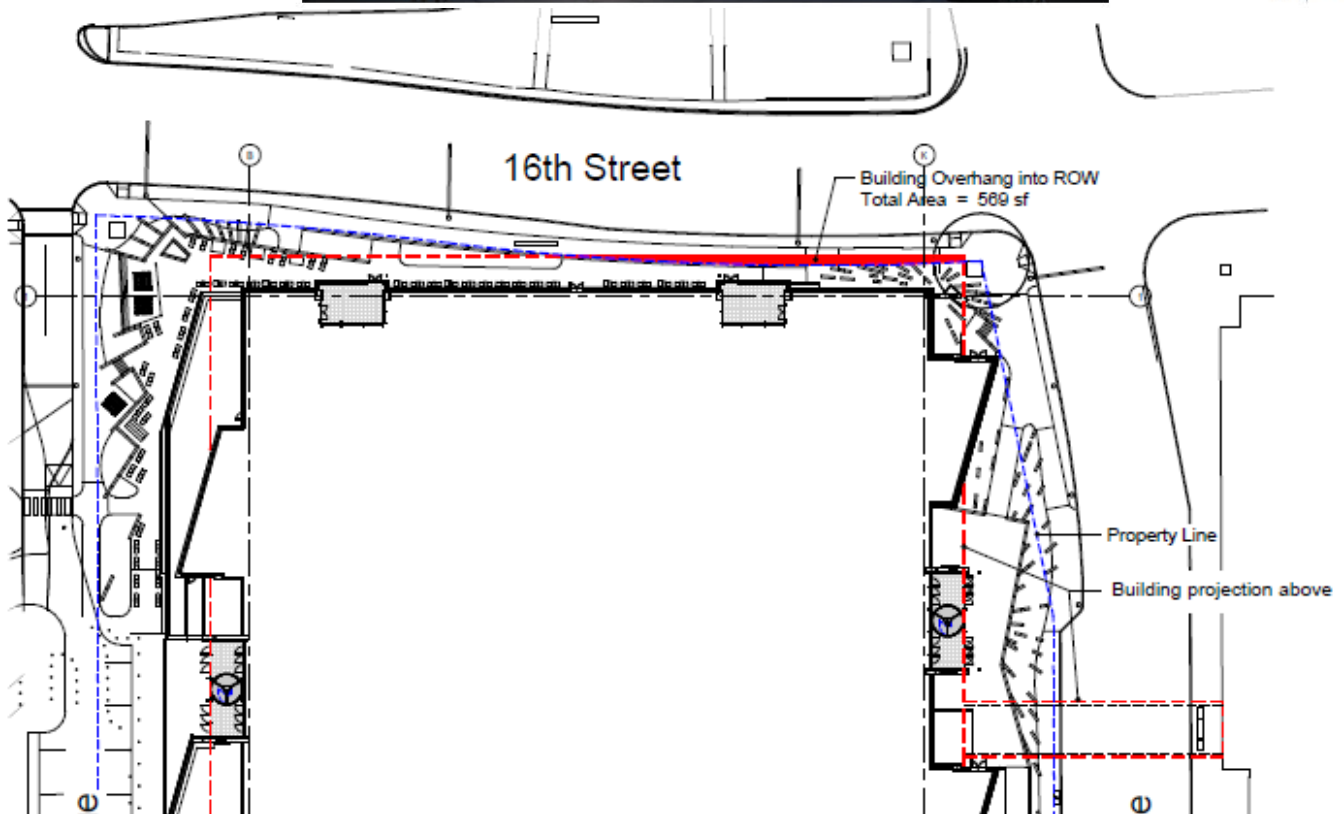 16th Street
B
K
Building Overhang into ROW
Total Area = 569 sf
Property Line
Building projection above
e
e